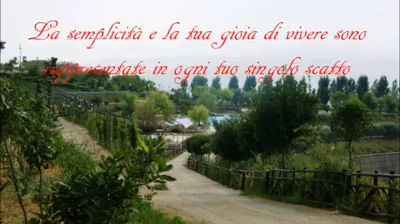 La semplicità e la tua gioia di vivere sono
rappresentate in ogni tuo singolo scatto